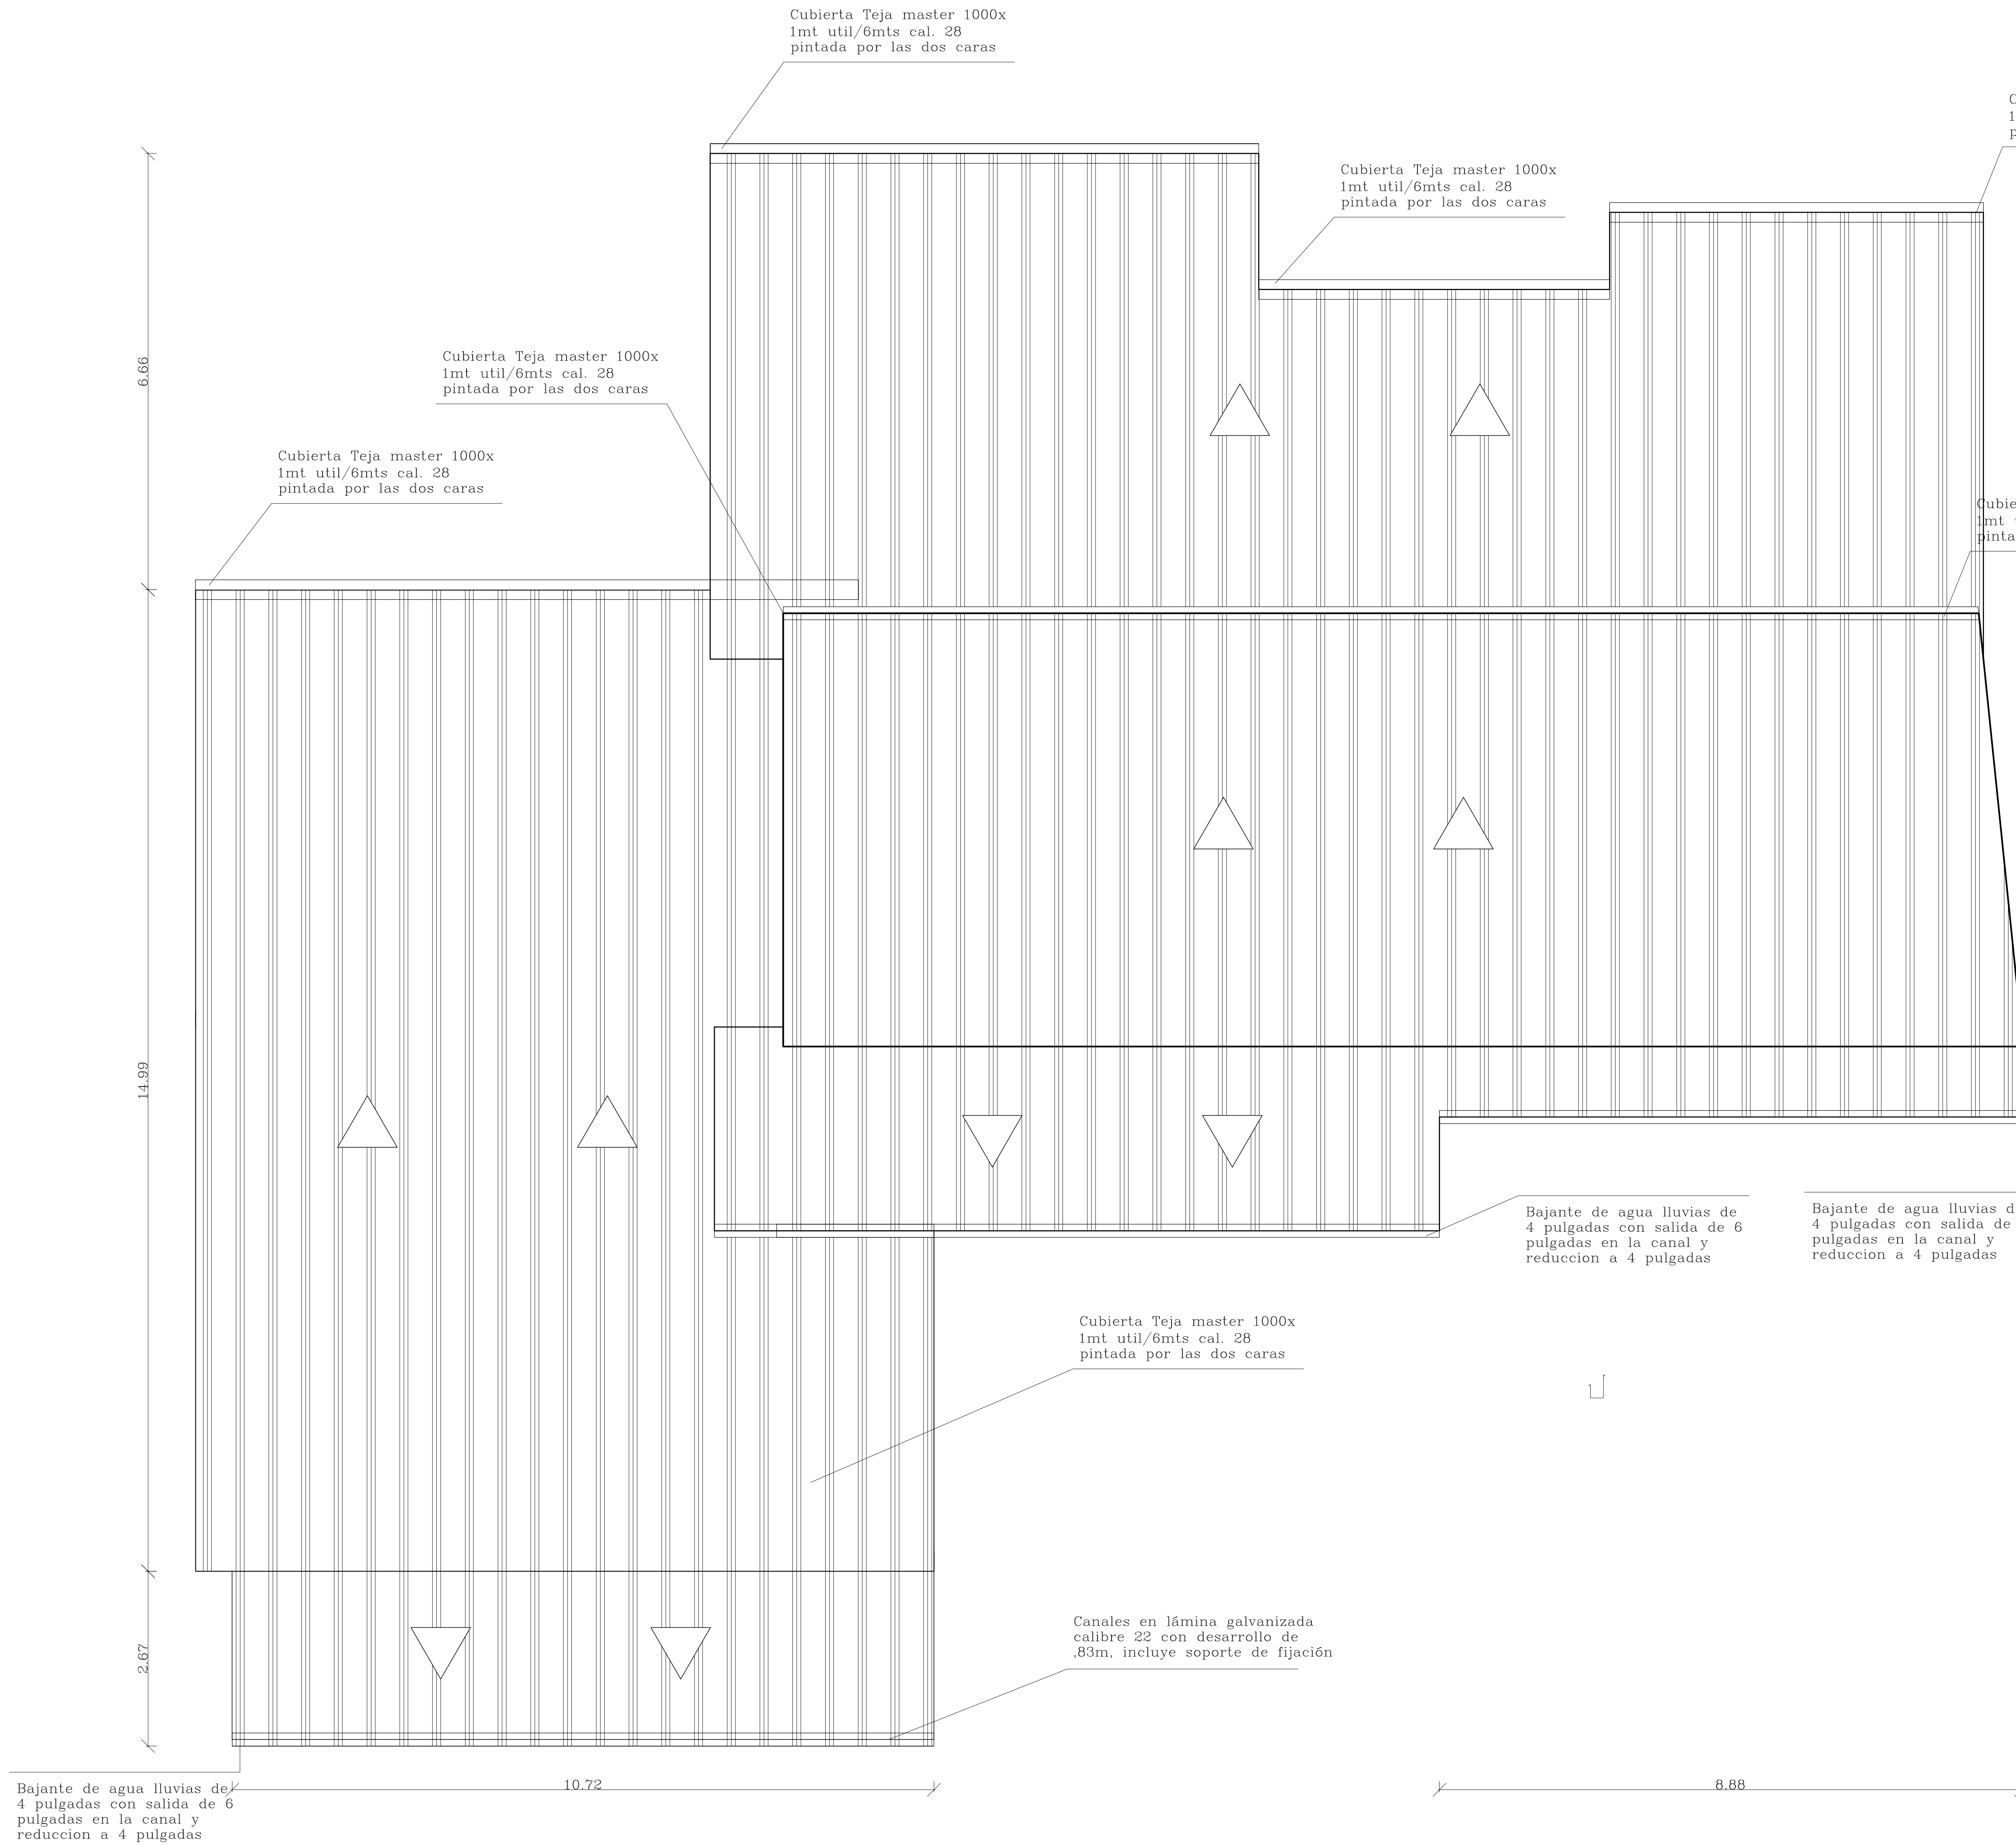 Cubierta Teja master 1000x
1mt util/6mts cal. 28
pintada por las dos caras
Cubierta Teja master 1000x
1mt util/6mts cal. 28
pintada por las dos caras
Cubierta Teja master 1000x
1mt util/6mts cal. 28
pintada por las dos caras
Cubierta Teja master 1000x
1mt util/6mts cal. 28
pintada por las dos caras
6.66
14.99
2.67
Bajante de agua lluvias de
4 pulgadas con salida de 6
pulgadas en la canal y
reduccion a 4 pulgadas
Bajante de agua lluvias
4 pulgadas con salida de
pulgadas en la canal y
reduccion a 4 pulgadas
Cubierta Teja master 1000x
1mt util/6mts cal. 28
pintada por las dos caras
Canales en lámina galvanizada
calibre 22 con desarrollo de
,83m, incluye soporte de fijación
Bajante de agua lluvias de
4 pulgadas con salida de 6
pulgadas en la canal y
reduccion a 4 pulgadas
10.72
8.88